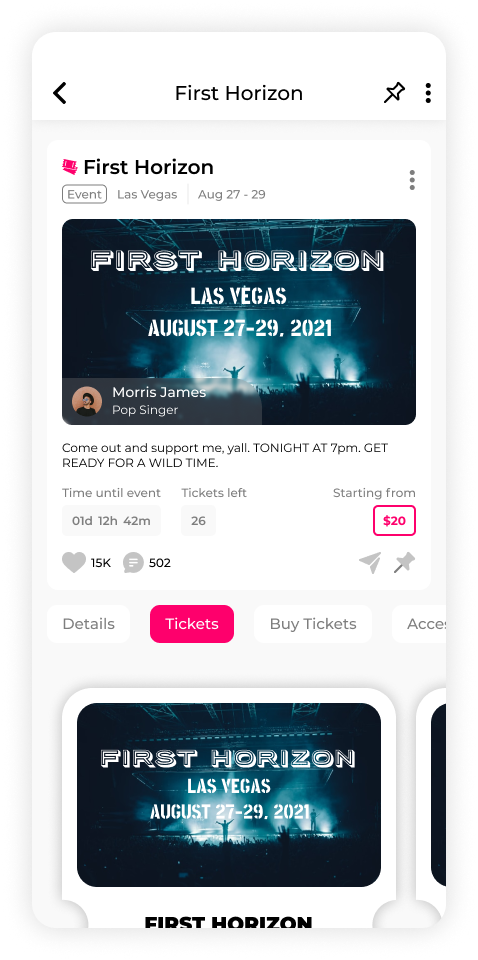 First Horizon
First Horizon
Event Las Vegas Aug 27 - 29
FIRST HORIZON
LAS VEGAS
AUGUST 27-29, 2021
Morris James
Pop Singer
Come out and support me, yall. TONIGHT AT 7pm. GET
READY FOR A WILD TIME.
Time until event Tickets left Starting from
01d 12h 42m 26 $20
15K 502
Details Tickets Buy Tickets
FIRST HORIZON
LAS VEGAS
AUGUST 27-29, 2021
FIRST HORIZON